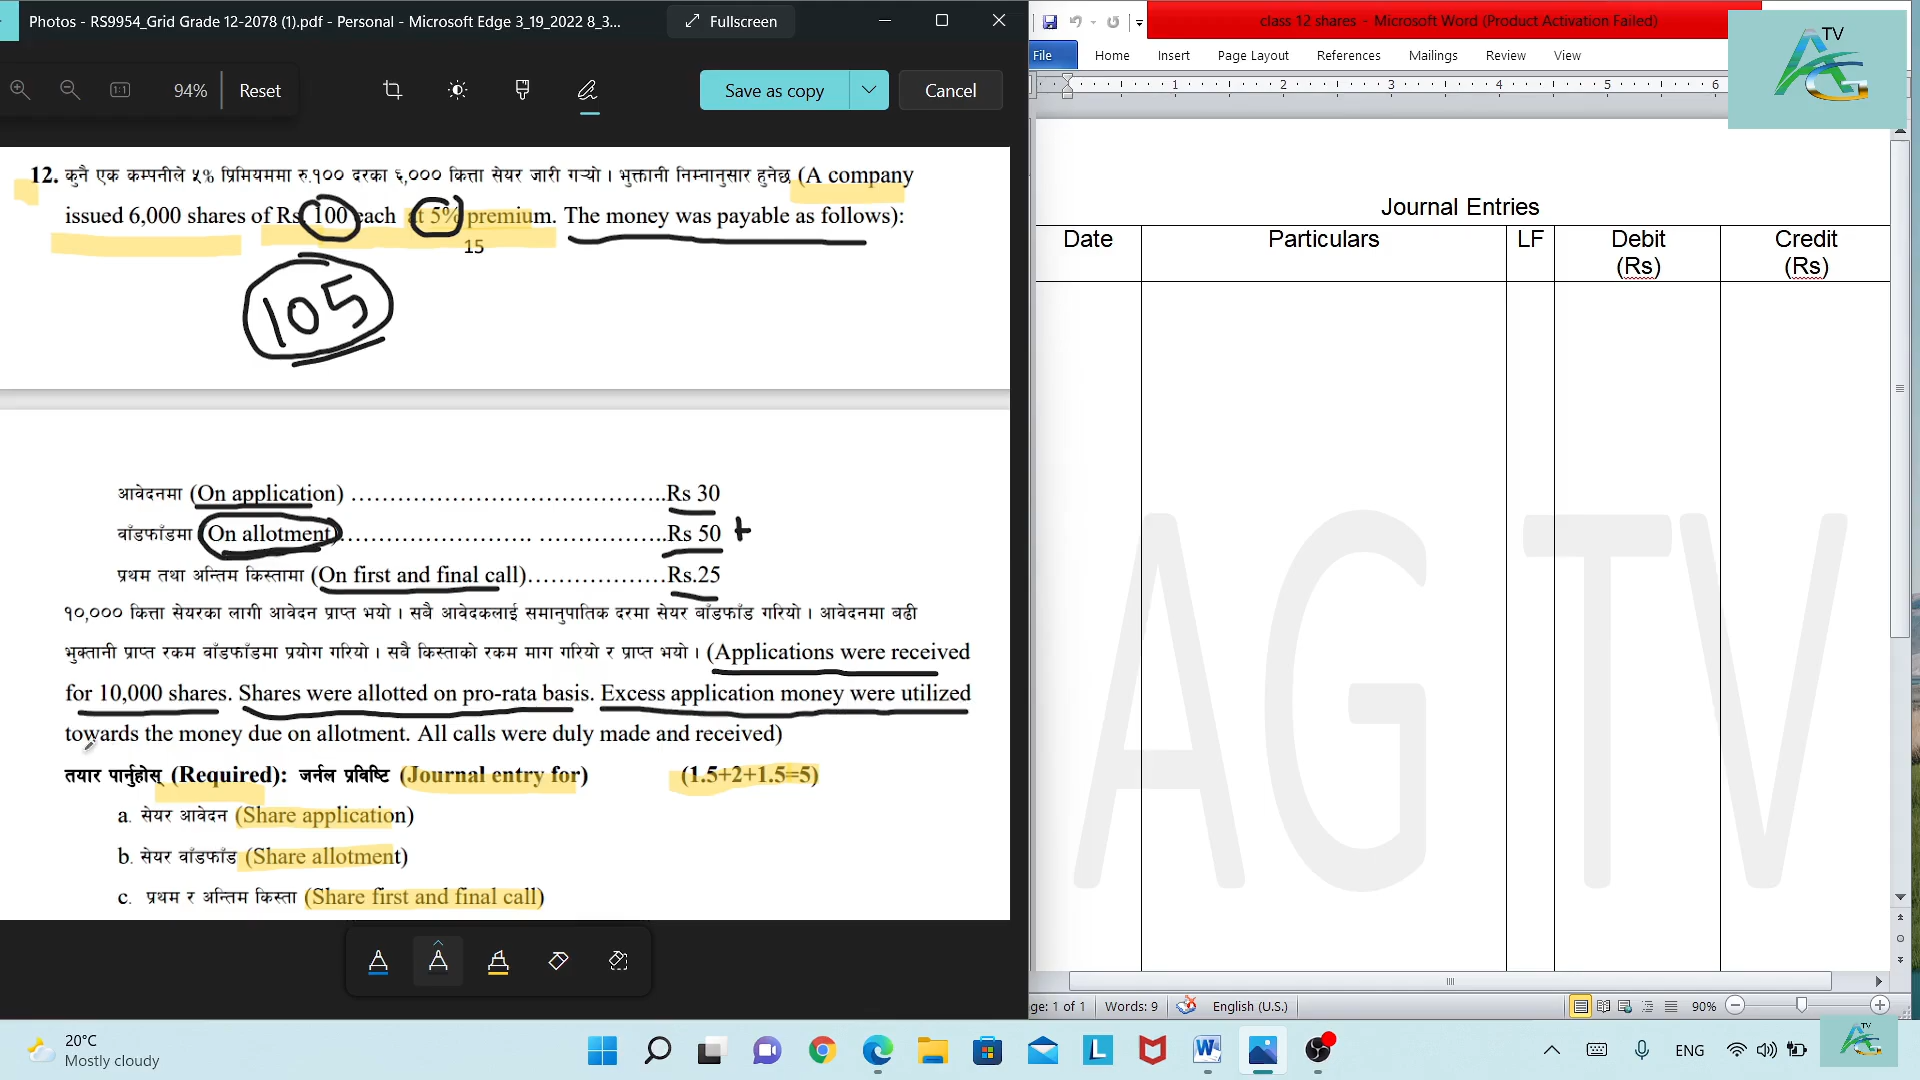 Photos - RS9954_Grid Grade 12-2078 (1).pdf - Personal - Microsoft Edge 3_19_2022 8_3...
Fullscreen
94%
Reset
Save as copy
Cancel
12. कुनै एक कम्पनीले ५% प्रिमियममा रु.१०० दरका ६,००० कित्ता सेयर जारी गऱ्यो । भुक्तानी निम्नानुसार हुनेछ (A company
issued 6,000 shares of Rs. 100 each at 5% premium. The money was payable as follows):
15
105
आवेदनमा (On application) ..........................................Rs 30
बाँडफाँडमा (On allotment)......................... .................Rs 50 +
प्रथम तथा अन्तिम किस्तामा (On first and final call)..................Rs.25
१०,००० कित्ता सेयरका लागी आवेदन प्राप्त भयो । सबै आवेदकलाई समानुपातिक दरमा सेयर बाँडफाँड गरियो । आवेदनमा बढी
भुक्तानी प्राप्त रकम बाँडफाँडमा प्रयोग गरियो । सबै किस्ताको रकम माग गरियो र प्राप्त भयो । (Applications were received
for 10,000 shares. Shares were allotted on pro-rata basis. Excess application money were utilized
towards the money due on allotment. All calls were duly made and received)
तयार पार्नुहोस् (Required): जर्नल प्रविष्टि (Journal entry for) (1.5+2+1.5=5)
a. सेयर आवेदन (Share application)
b. सेयर बाँडफाँड (Share allotment)
c. प्रथम र अन्तिम किस्ता (Share first and final call)
class 12 shares - Microsoft Word (Product Activation Failed)
File Home Insert Page Layout References Mailings Review View
1 2 3 4 5 6
TV
AG
Journal Entries
Date Particulars LF Debit (Rs) Credit (Rs)
AG TV
ge: 1 of 1 Words: 9 English (U.S.) 90%
20°C
Mostly cloudy
ENG